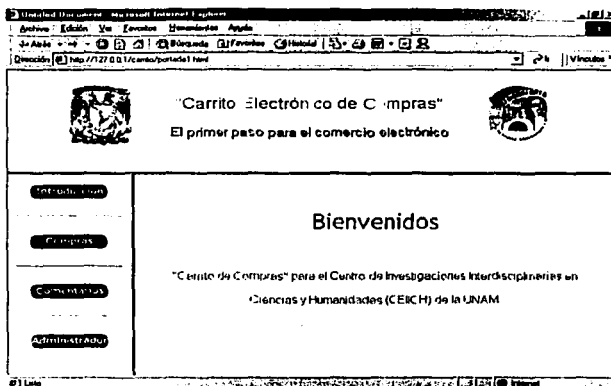 Untitled Document - Microsoft Internet Explorer
Archivo Edición Ver Favoritos Herramientas Ayuda
Atrás Búsqueda Favoritos Historial
Dirección http://127.0.0.1/carrito/portada1.html Ir Vínculos
"Carrito Electrónico de Compras"
El primer paso para el comercio electrónico
Introducción
Compras
Comentarios
Administrador
Bienvenidos
"Carrito de Compras" para el Centro de Investigaciones Interdisciplinarias en
Ciencias y Humanidades (CEIICH) de la UNAM
Listo
Internet